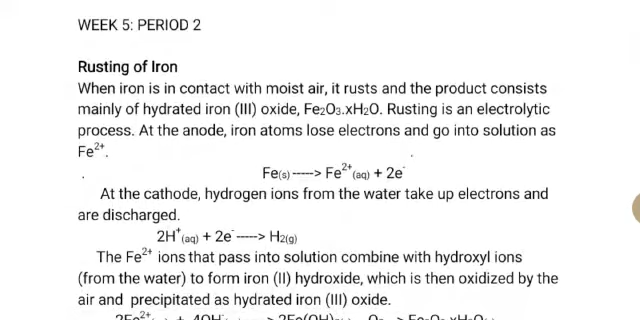 WEEK 5: PERIOD 2
Rusting of Iron
When iron is in contact with moist air, it rusts and the product consists
mainly of hydrated iron (III) oxide, Fe₂O₃.xH₂O. Rusting is an electrolytic
process. At the anode, iron atoms lose electrons and go into solution as
Fe²⁺.
Fe(s) -----> Fe²⁺(aq) + 2e⁻
At the cathode, hydrogen ions from the water take up electrons and
are discharged.
2H⁺(aq) + 2e⁻ -----> H₂(g)
The Fe²⁺ ions that pass into solution combine with hydroxyl ions
(from the water) to form iron (II) hydroxide, which is then oxidized by the
air and precipitated as hydrated iron (III) oxide.